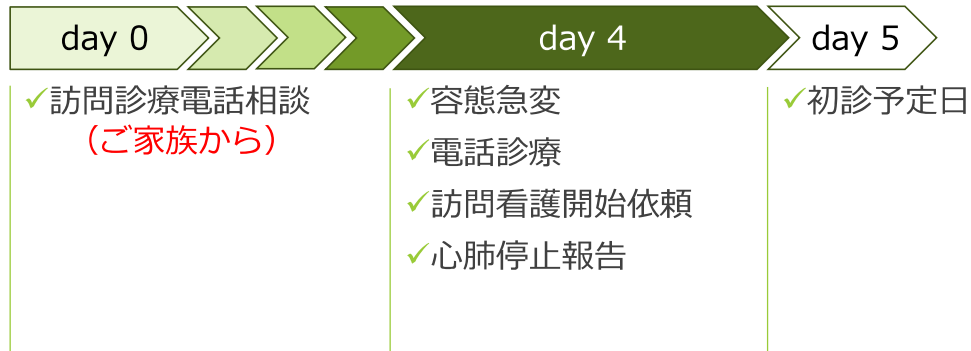 day 0
day 4
day 5
✓訪問診療電話相談
（ご家族から）
✓容態急変
✓電話診療
✓訪問看護開始依頼
✓心肺停止報告
✓初診予定日